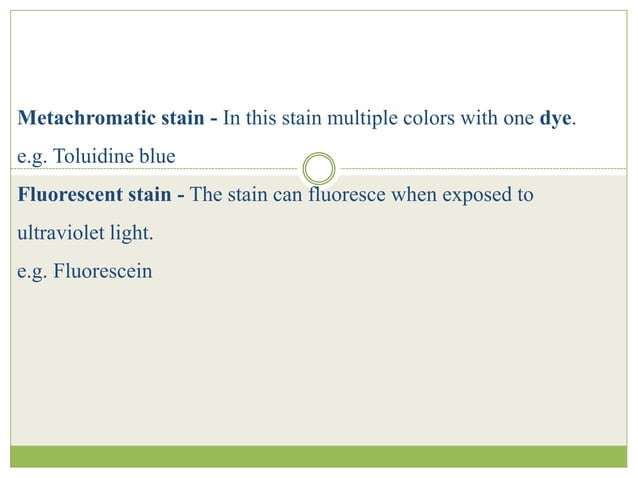 Metachromatic stain - In this stain multiple colors with one dye.
e.g. Toluidine blue
Fluorescent stain - The stain can fluoresce when exposed to
ultraviolet light.
e.g. Fluorescein